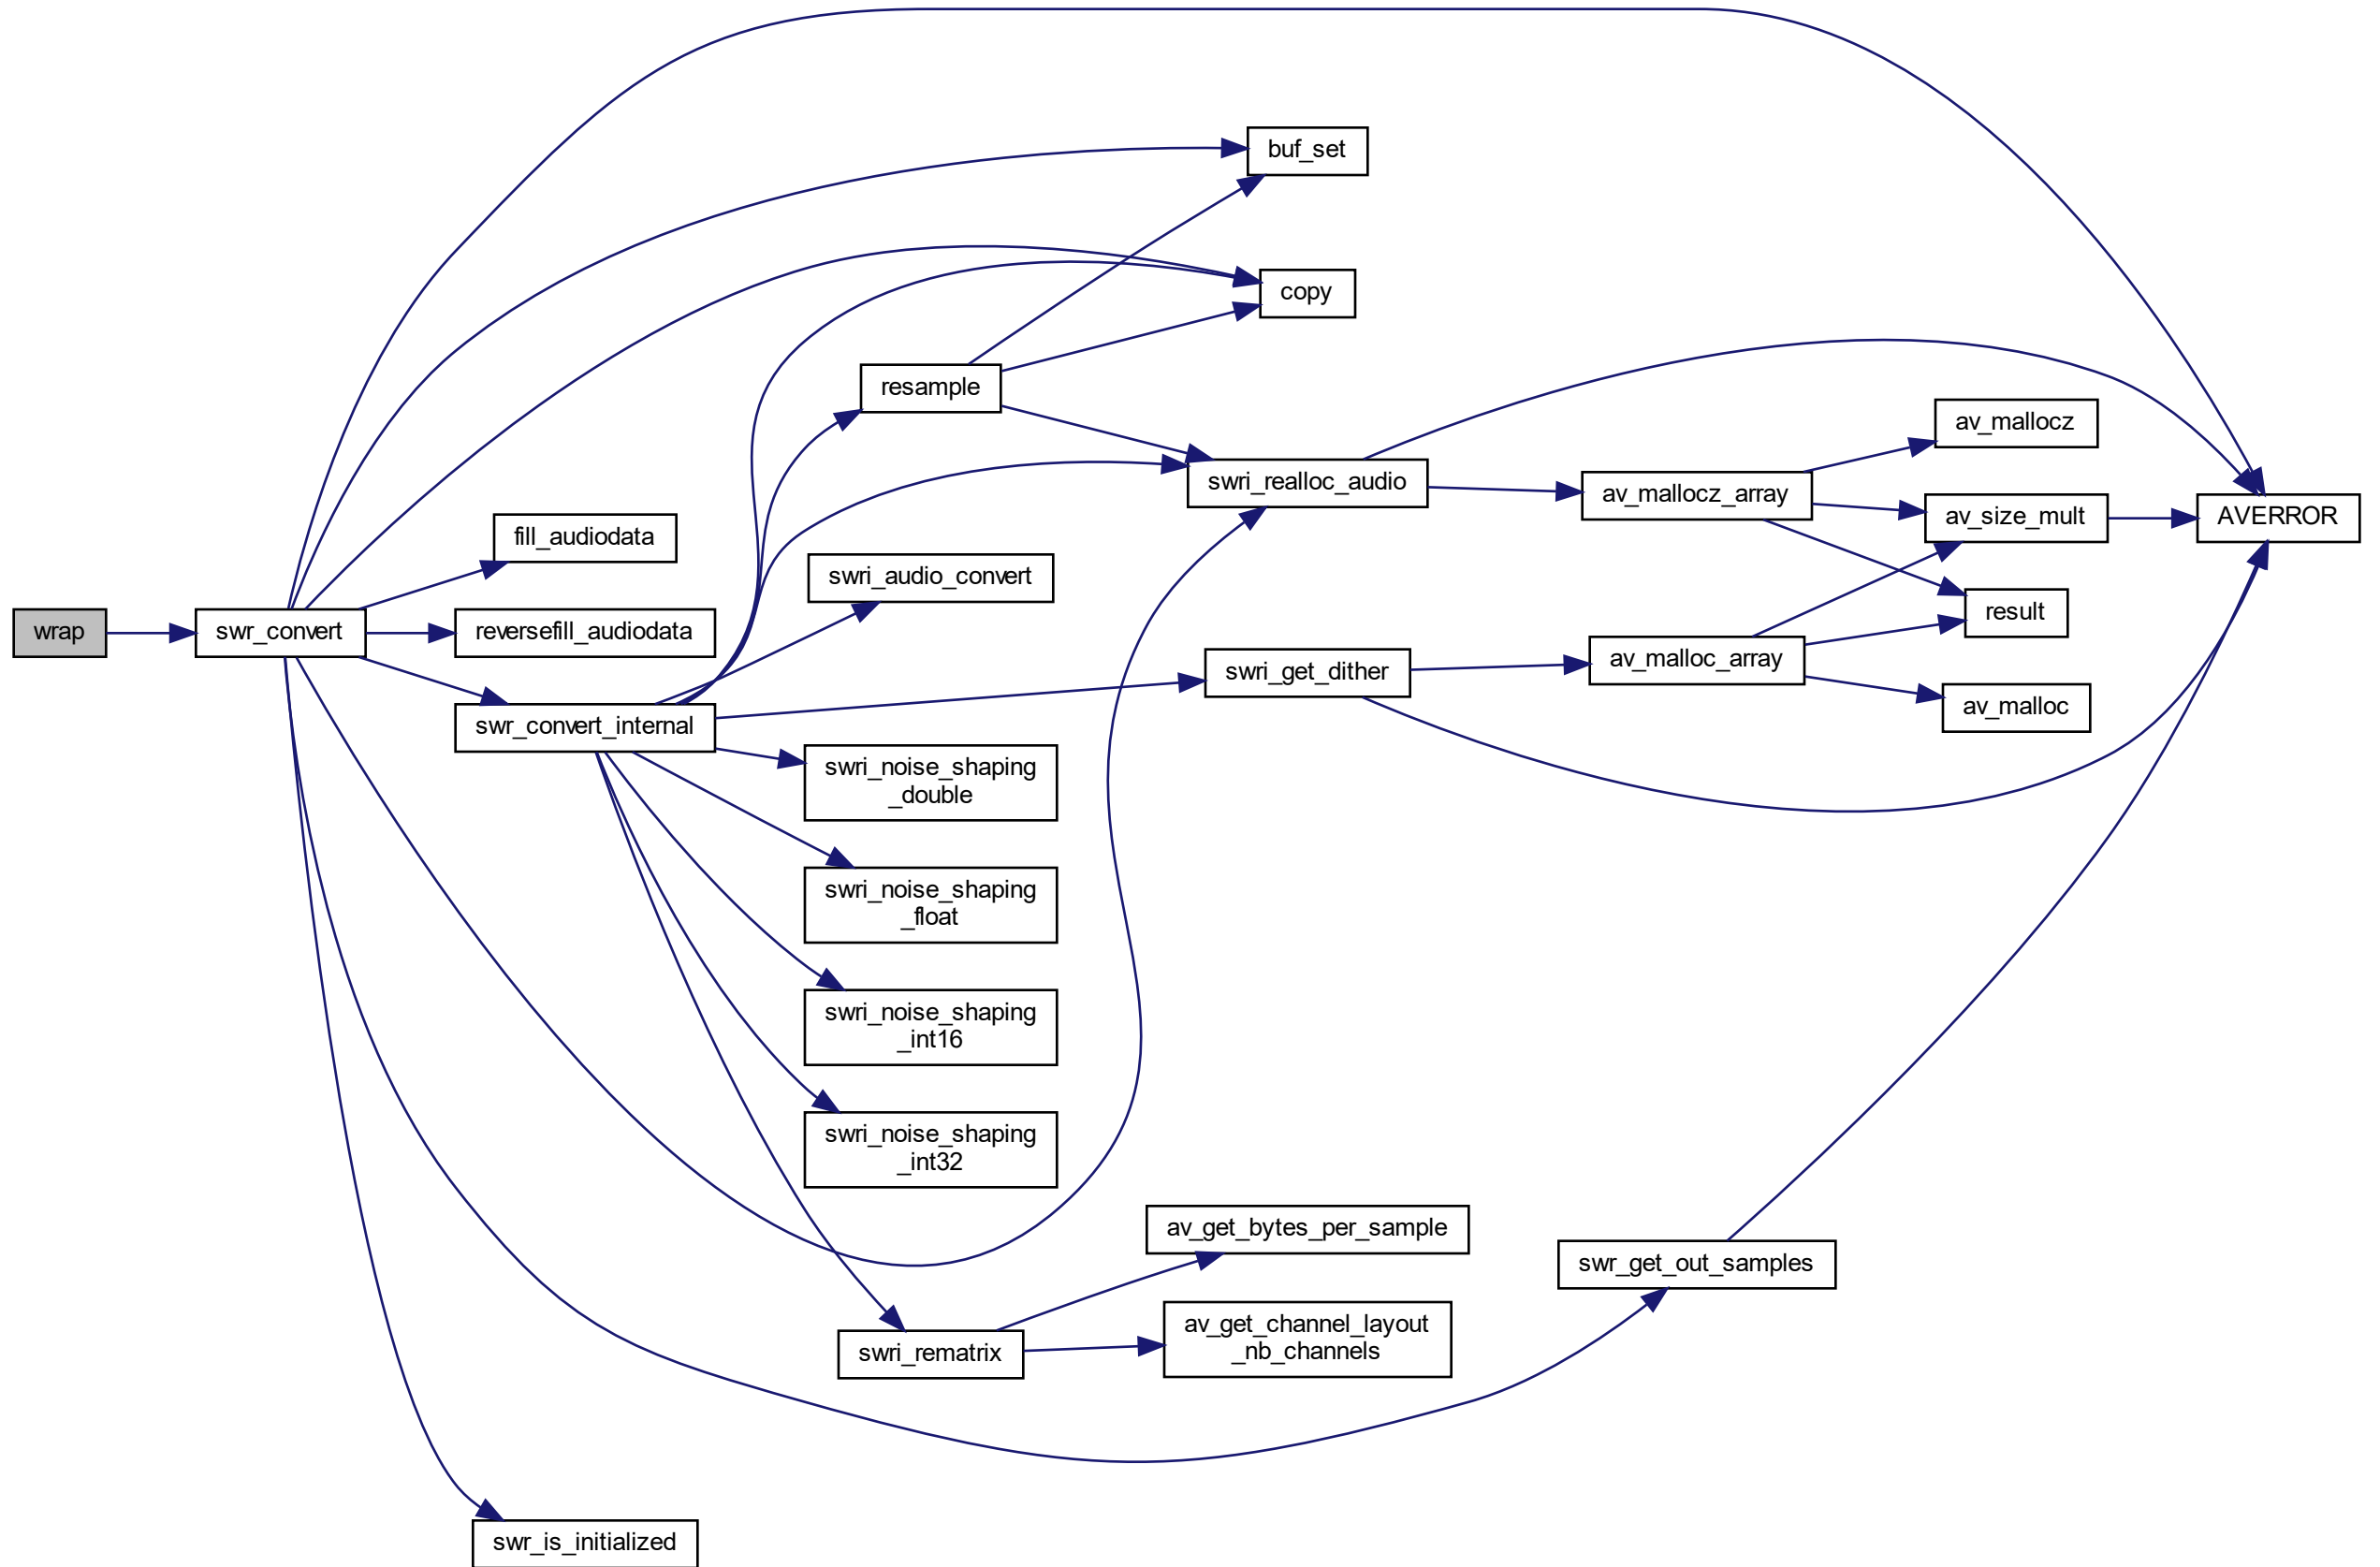 buf_set
copy
resample
av_mallocz
swri_realloc_audio
av_mallocz_array
av_size_mult
AVERROR
fill_audiodata
swri_audio_convert
result
wrap
swr_convert
reversefill_audiodata
av_malloc_array
swri_get_dither
av_malloc
swr_convert_internal
swri_noise_shaping
_double
swri_noise_shaping
_float
swri_noise_shaping
_int16
swri_noise_shaping
_int32
av_get_bytes_per_sample
swr_get_out_samples
av_get_channel_layout
_nb_channels
swri_rematrix
swr_is_initialized